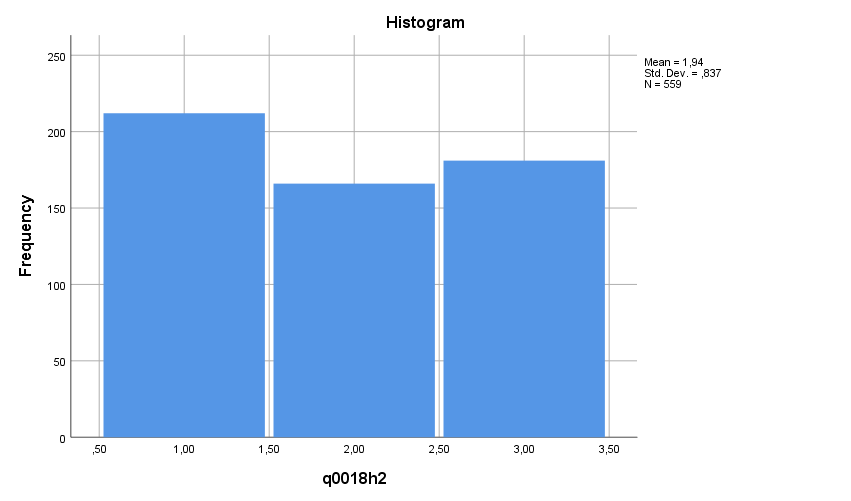 Histogram
Mean = 1,94
Std. Dev. = ,837
N = 559
250
200
150
100
50
0
Frequency
,50 1,00 1,50 2,00 2,50 3,00 3,50
q0018h2